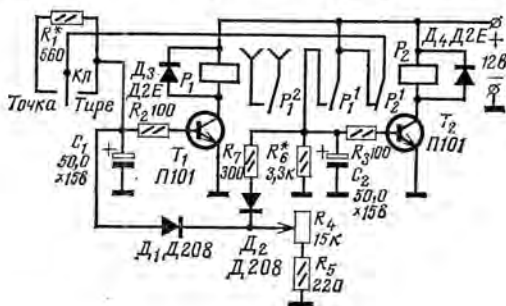 R1* 560
Точка
Кл
Тире
Д3 Д2Е
P1
R2 100
C1 50,0 ×15в
T1 П101
P1²
P1¹
P2¹
P2
Д4 Д2Е
+
12в
−
T2 П101
R7 300
R6* 3,3к
R3 100
C2 50,0 ×15в
+
+
Д1 Д208
Д2 Д208
R4 15к
R5 220